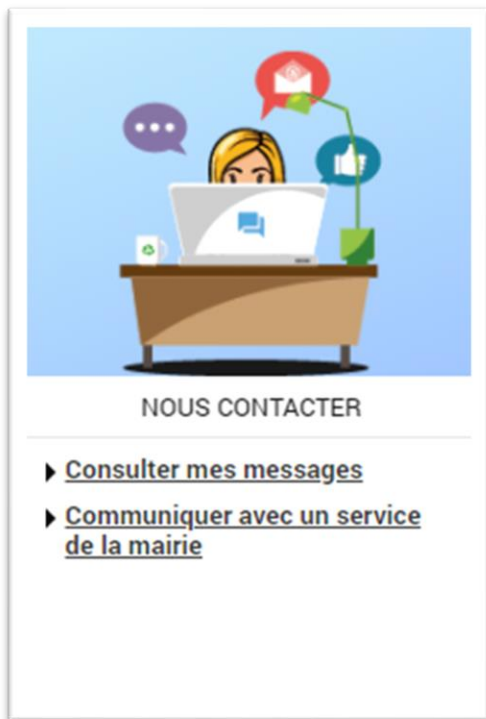 NOUS CONTACTER
Consulter mes messages
Communiquer avec un service
de la mairie